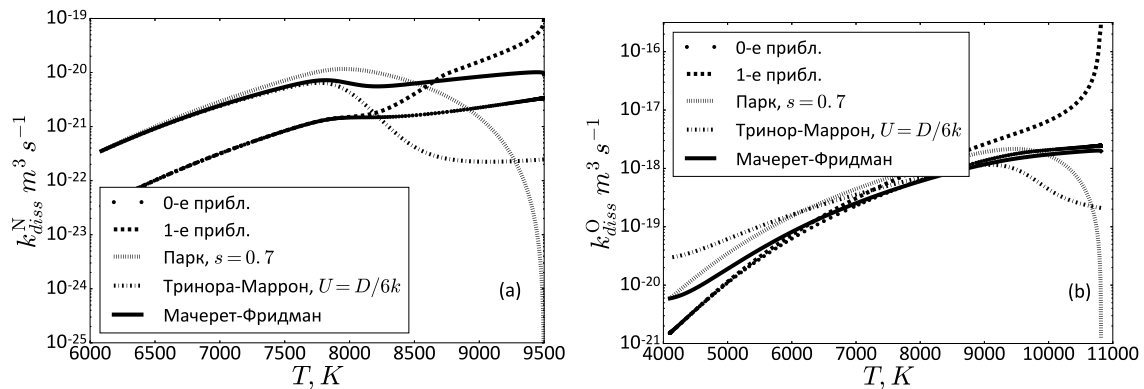 10⁻¹⁹
10⁻²⁰
10⁻²¹
10⁻²²
10⁻²³
10⁻²⁴
10⁻²⁵
k^N_diss m³ s⁻¹
0-е прибл.
1-е прибл.
Парк, s = 0.7
Тринора-Маррон, U = D/6k
Мачерет-Фридман
(a)
6000 6500 7000 7500 8000 8500 9000 9500
T, K
10⁻¹⁶
10⁻¹⁷
10⁻¹⁸
10⁻¹⁹
10⁻²⁰
10⁻²¹
k^O_diss m³ s⁻¹
0-е прибл.
1-е прибл.
Парк, s = 0.7
Тринор-Маррон, U = D/6k
Мачерет-Фридман
(b)
4000 5000 6000 7000 8000 9000 10000 11000
T, K